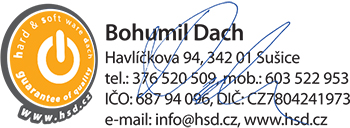 hard & soft ware dach
guarantee of quality
www.hsd.cz
Bohumil Dach
Havlíčkova 94, 342 01 Sušice
tel.: 376 520 509, mob.: 603 522 953
IČO: 687 94 096, DIČ: CZ7804241973
e-mail: info@hsd.cz, www.hsd.cz